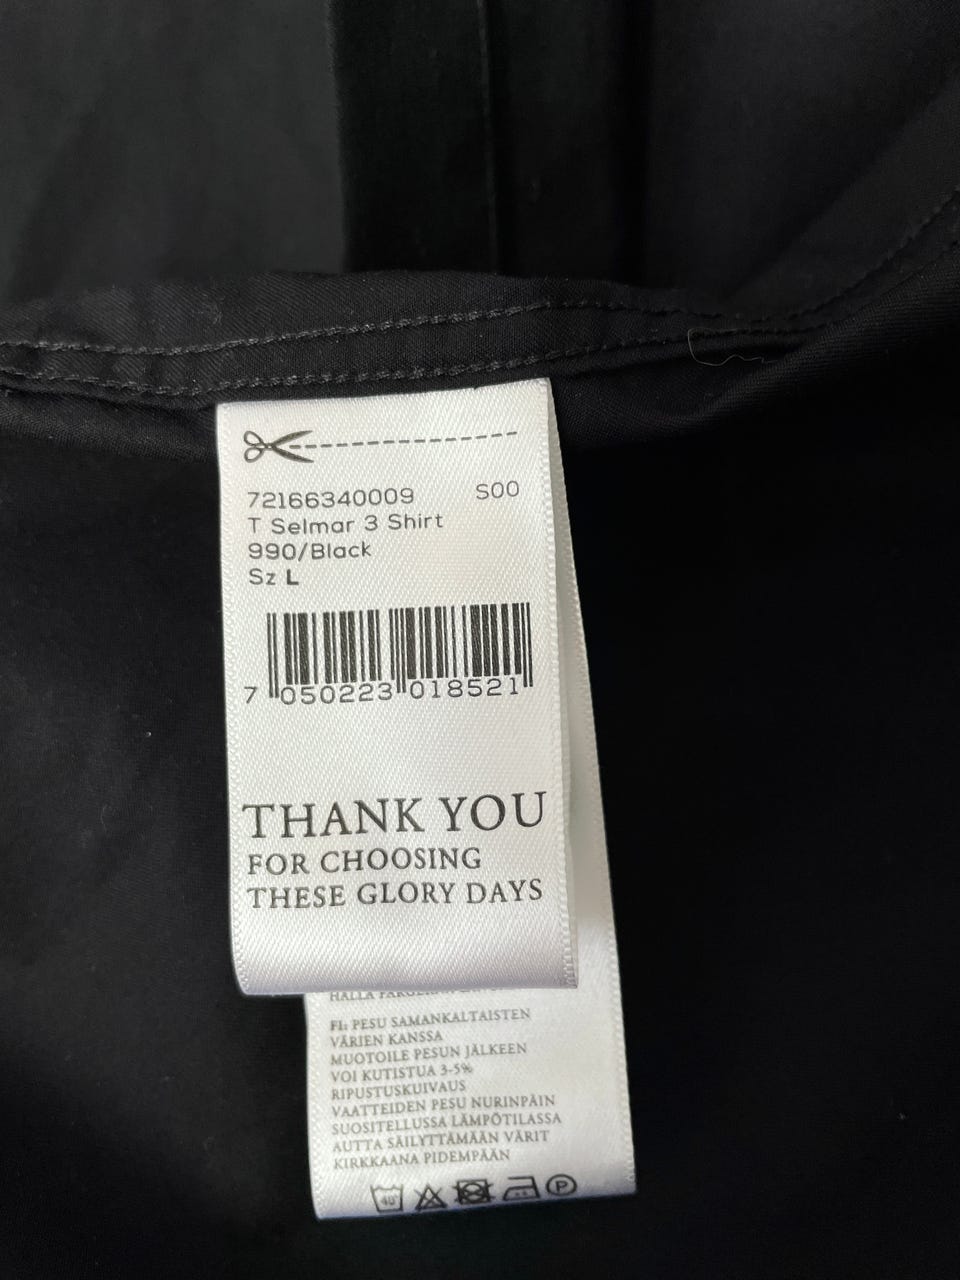 72166340009 S00
T Selmar 3 Shirt
990/Black
Sz L
7 050223 018521
THANK YOU
FOR CHOOSING
THESE GLORY DAYS
HALLA
FI: PESU SAMANKALTAISTEN
VÄRIEN KANSSA
MUOTOILE PESUN JÄLKEEN
VOI KUTISTUA 3-5%
RIPUSTUSKUIVAUS
VAATTEIDEN PESU NURINPÄIN
SUOSITELLUSSA LÄMPÖTILASSA
AUTTA SÄILYTTÄMÄÄN VÄRIT
KIRKKAANA PIDEMPÄÄN
40° P